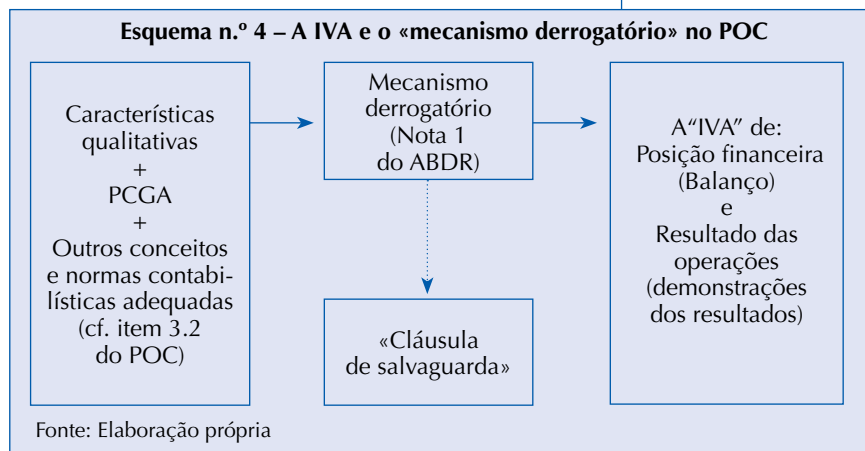 Esquema n.º 4 – A IVA e o «mecanismo derrogatório» no POC
Características
qualitativas
+
PCGA
+
Outros conceitos
e normas contabi-
lísticas adequadas
(cf. item 3.2
do POC)
Mecanismo
derrogatório
(Nota 1
do ABDR)
«Cláusula
de salvaguarda»
A“IVA” de:
Posição financeira
(Balanço)
e
Resultado das
operações
(demonstrações
dos resultados)
Fonte: Elaboração própria